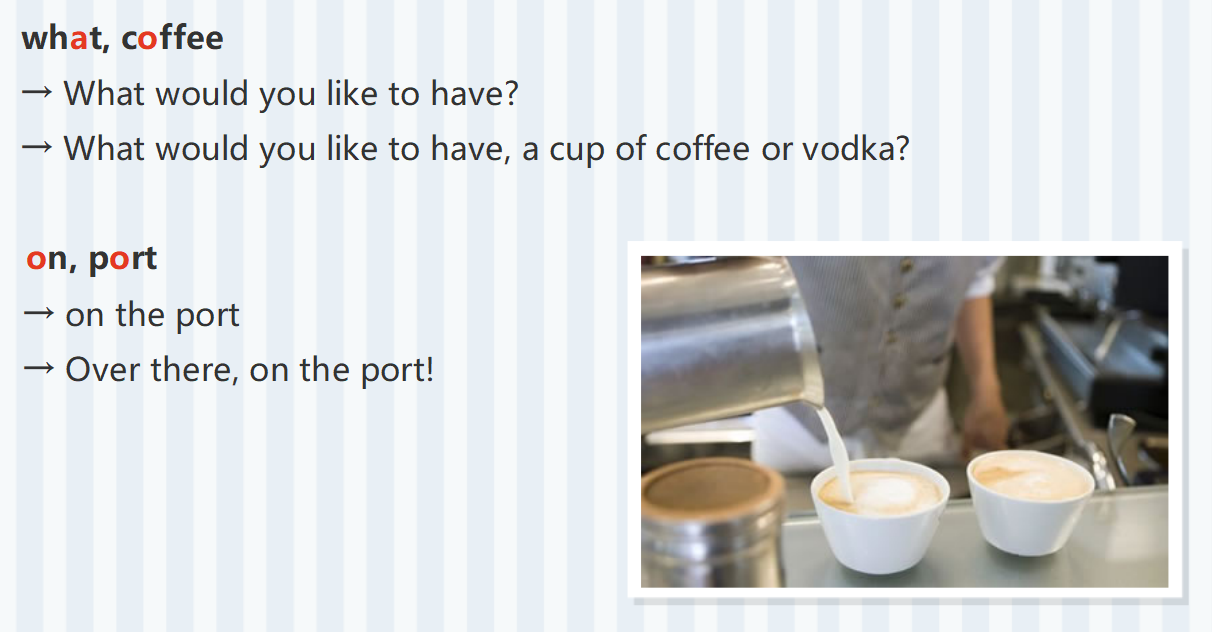 what, coffee
→ What would you like to have?
→ What would you like to have, a cup of coffee or vodka?
on, port
→ on the port
→ Over there, on the port!